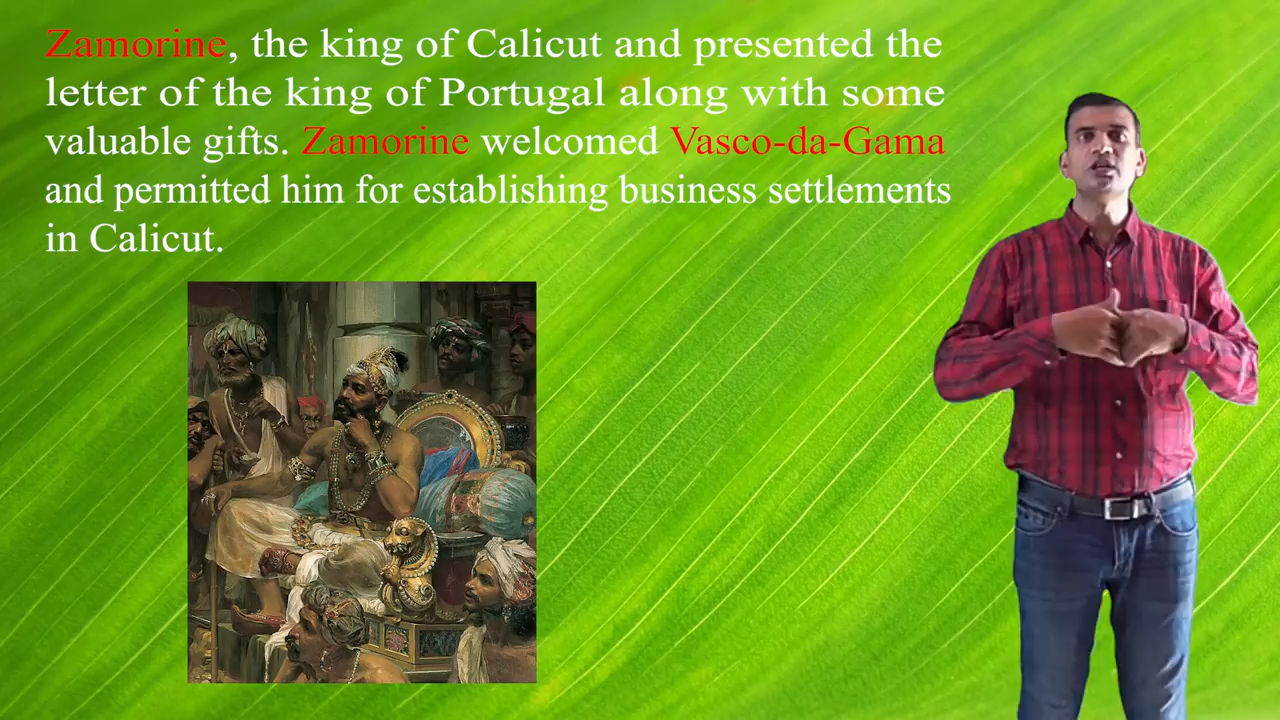 Zamorine, the king of Calicut and presented the
letter of the king of Portugal along with some
valuable gifts. Zamorine welcomed Vasco-da-Gama
and permitted him for establishing business settlements
in Calicut.